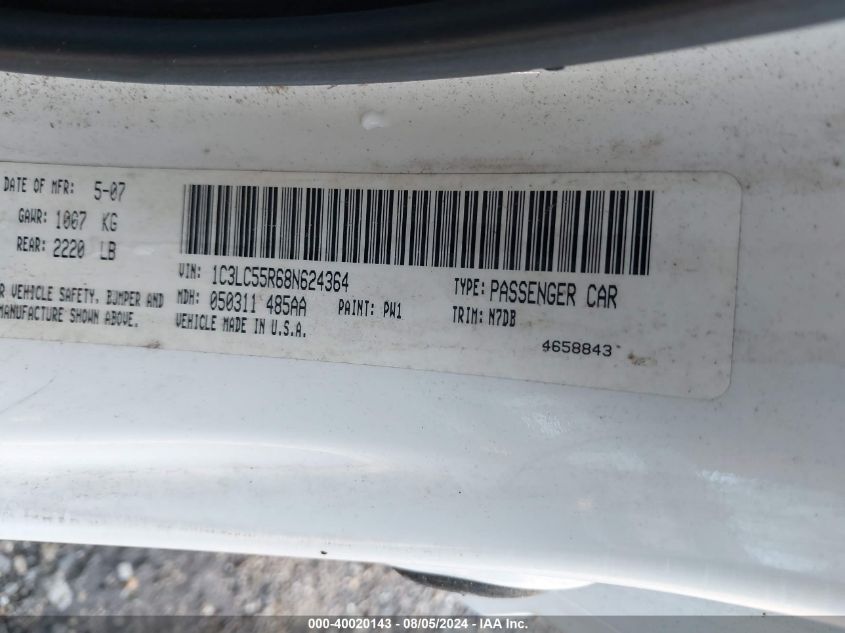 DATE OF MFR: 5-07
GAWR: 1007 KG
REAR: 2220 LB
VIN: 1C3LC55R68N624364 TYPE: PASSENGER CAR
R VEHICLE SAFETY, BUMPER AND MDH: 050311 485AA PAINT: PW1 TRIM: N7DB
MANUFACTURE SHOWN ABOVE. VEHICLE MADE IN U.S.A.
4658843
000-40020143 - 08/05/2024 - IAA Inc.